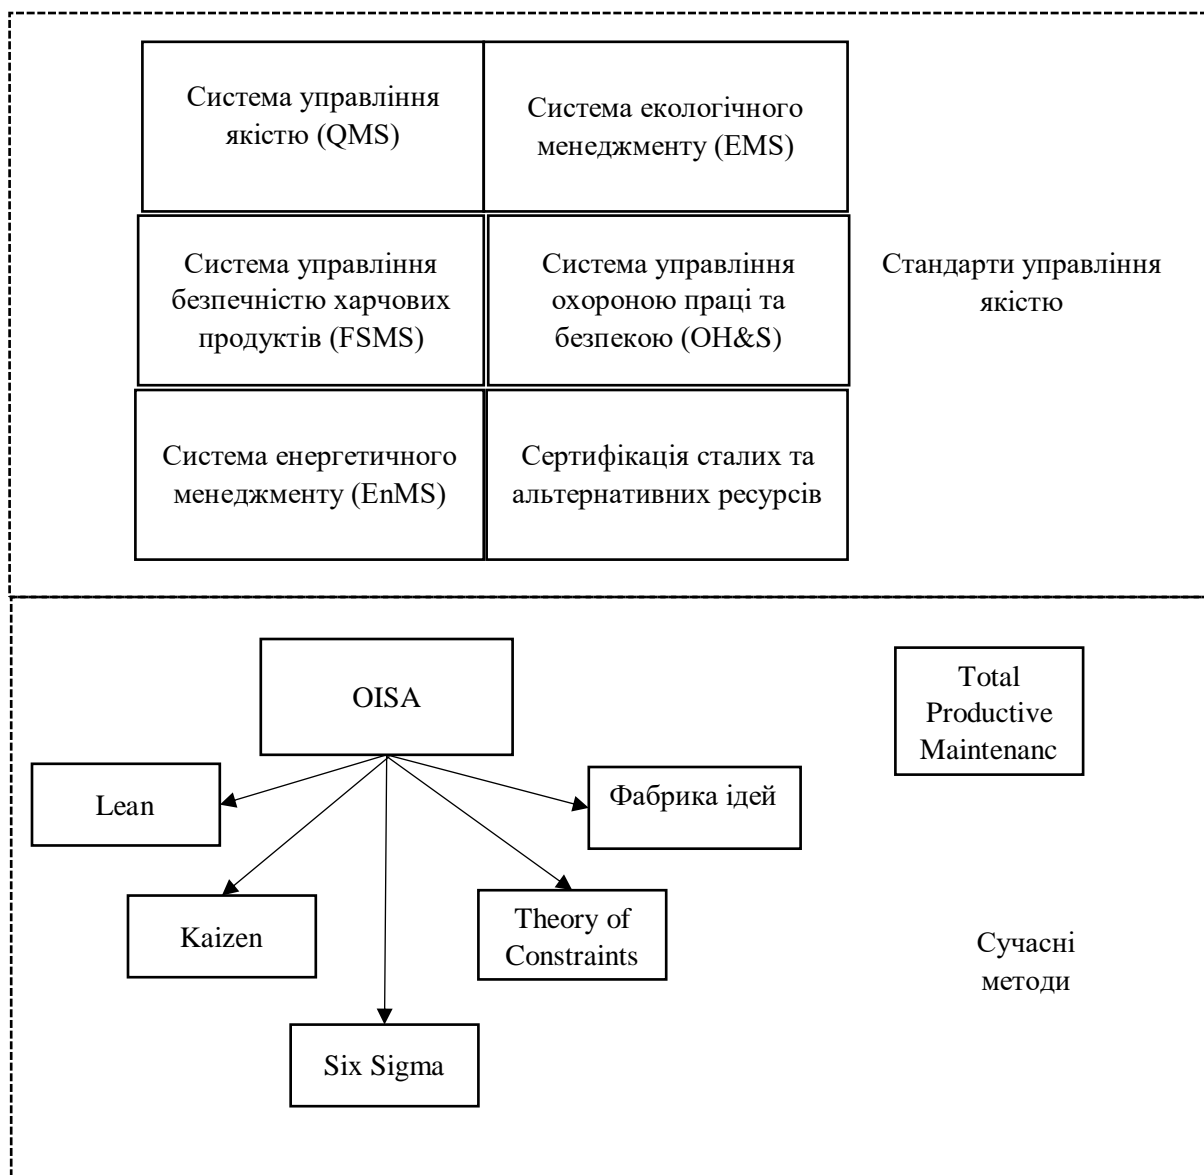 Система управління
якістю (QMS)
Система екологічного
менеджменту (EMS)
Система управління
безпечністю харчових
продуктів (FSMS)
Система управління
охороною праці та
безпекою (OH&S)
Стандарти управління
якістю
Система енергетичного
менеджменту (EnMS)
Сертифікація сталих та
альтернативних ресурсів
OISA
Total
Productive
Maintenanc
Lean
Фабрика ідей
Kaizen
Theory of
Constraints
Сучасні
методи
Six Sigma